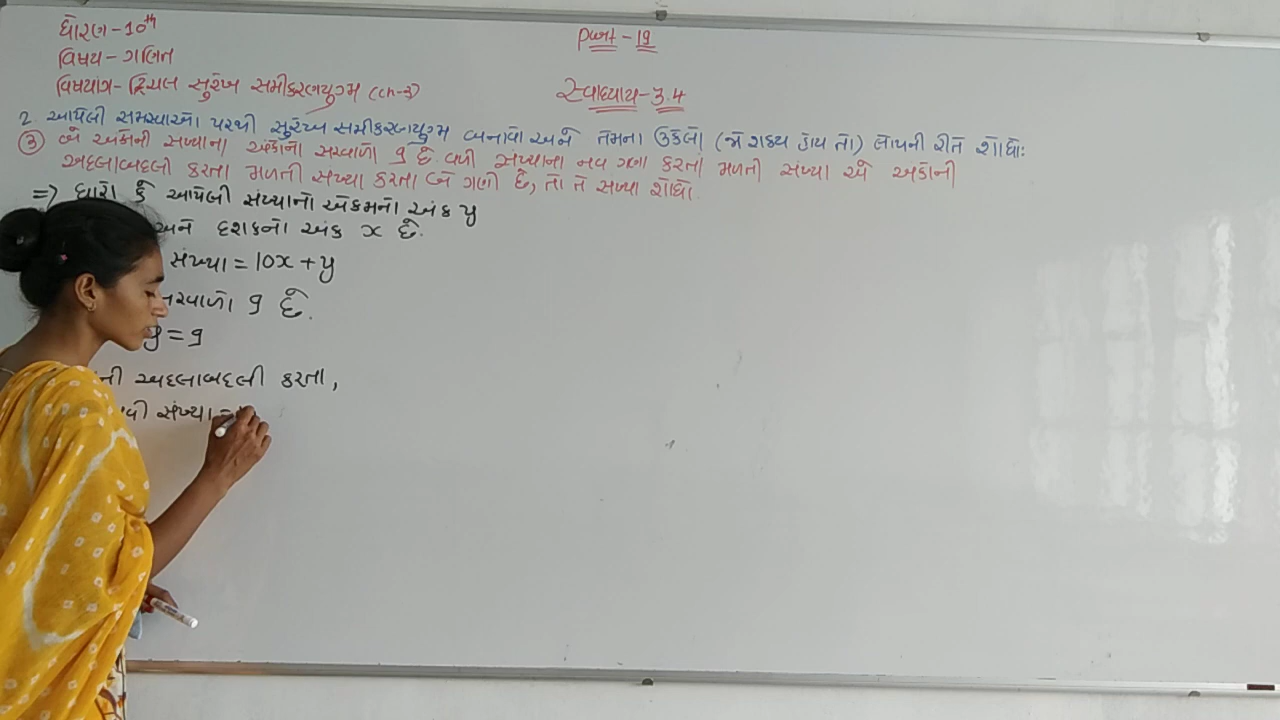 ધોરણ-10th
વિષય-ગણિત
વિષયાંગ-દ્વિચલ સુરેખ સમીકરણયુગ્મ (ch-3)
part-19
સ્વાધ્યાય-3.4
2. આપેલી સમસ્યાઓ પરથી સુરેખ સમીકરણયુગ્મ બનાવો અને તેમના ઉકેલો (જો શક્ય હોય તો) લોપની રીતે શોધો:
③ બે અંકોની સંખ્યાના અંકોનો સરવાળો 9 છે. વળી સંખ્યાના નવ ગણા કરતા મળતી સંખ્યા એ અંકોની
અદલાબદલી કરતા મળતી સંખ્યા કરતા બે ગણી છે, તો તે સંખ્યા શોધો.
=> ધારો કે આપેલી સંખ્યાનો એકમનો અંક y
અને દશકનો અંક x છે.
સંખ્યા = 10x + y
સરવાળો 9 છે.
y = 9
ની અદલાબદલી કરતા,
સંખ્યા =